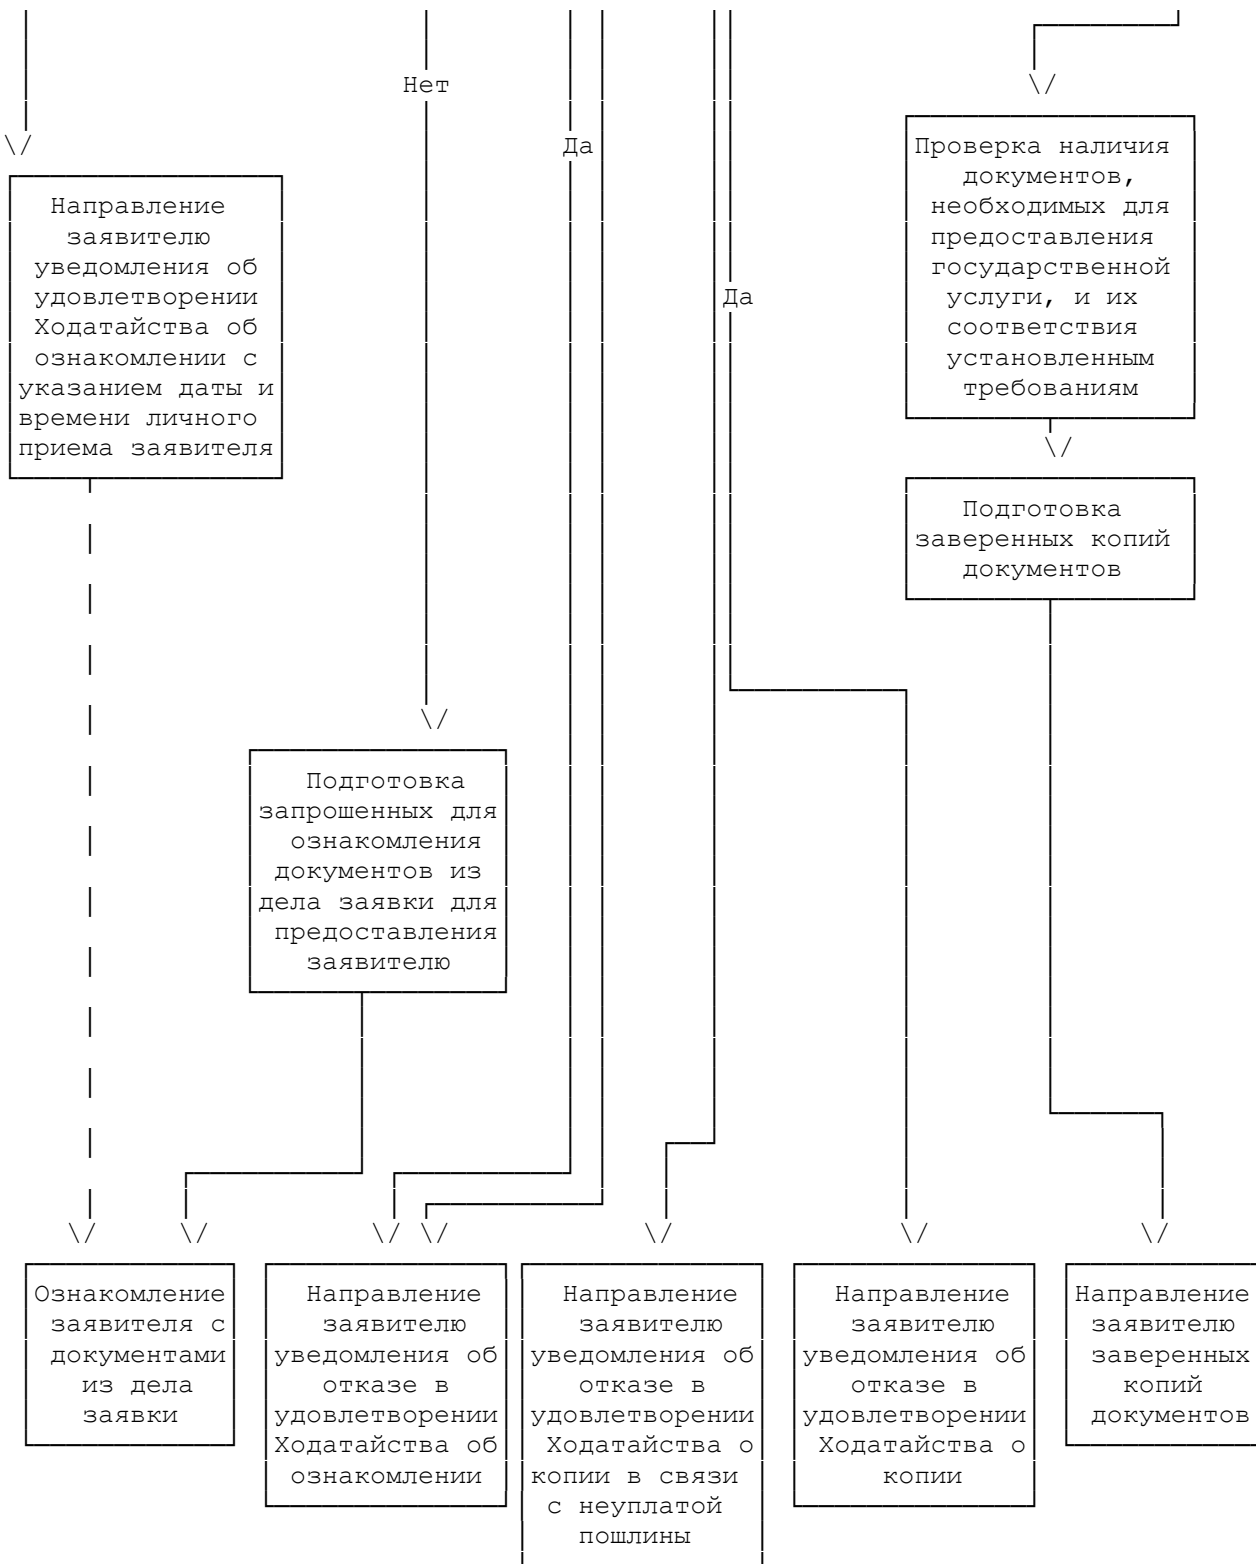 Нет
Да
Проверка наличия
документов,
необходимых для
предоставления
государственной
услуги, и их
соответствия
установленным
требованиям
Направление
заявителю
уведомления об
удовлетворении
Ходатайства об
ознакомлении с
указанием даты и
времени личного
приема заявителя
Да
Подготовка
заверенных копий
документов
Подготовка
запрошенных для
ознакомления
документов из
дела заявки для
предоставления
заявителю
Ознакомление
заявителя с
документами
из дела
заявки
Направление
заявителю
уведомления об
отказе в
удовлетворении
Ходатайства об
ознакомлении
Направление
заявителю
уведомления об
отказе в
удовлетворении
Ходатайства о
копии в связи
с неуплатой
пошлины
Направление
заявителю
уведомления об
отказе в
удовлетворении
Ходатайства о
копии
Направление
заявителю
заверенных
копий
документов